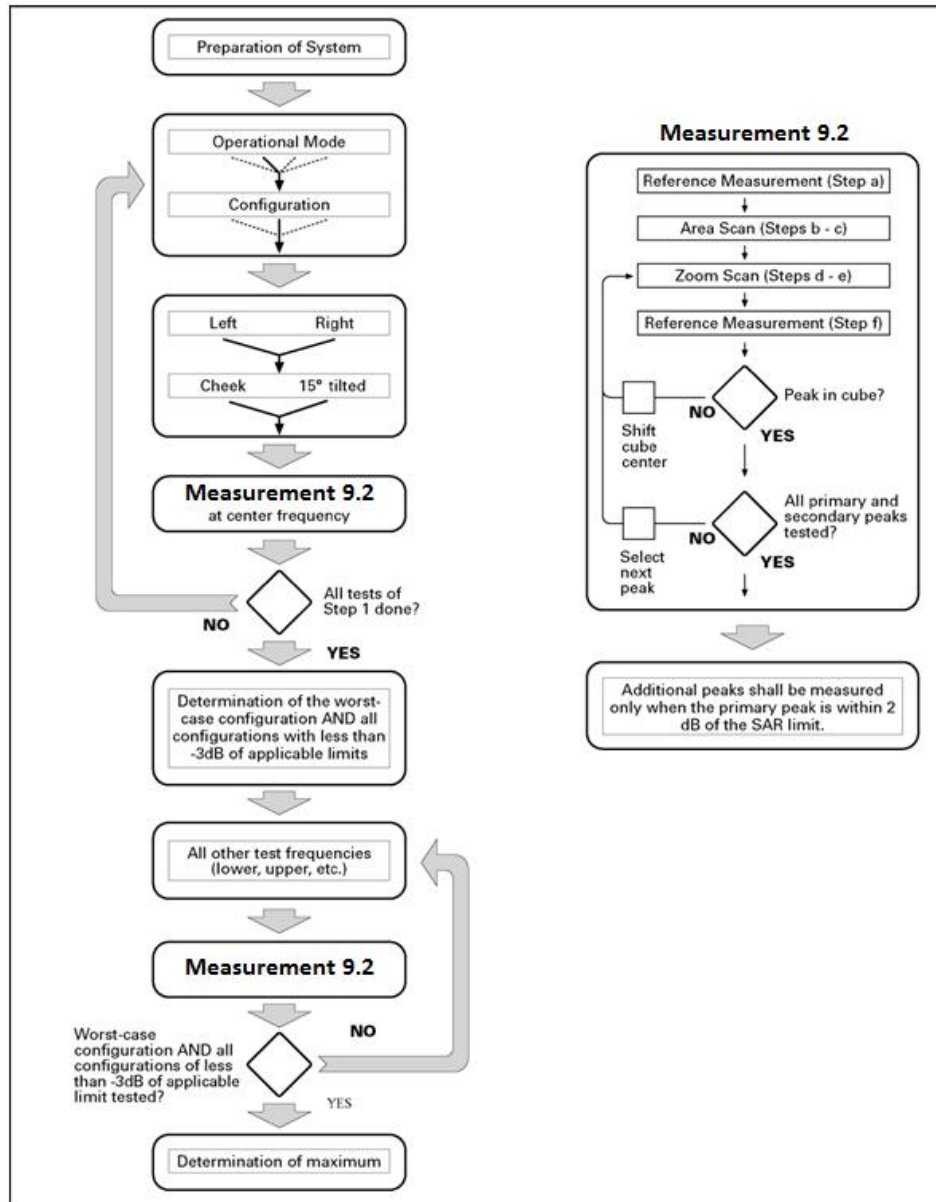 Preparation of System
Operational Mode
Configuration
Left Right
Cheek 15° tilted
Measurement 9.2
at center frequency
All tests of
Step 1 done?
NO
YES
Determination of the worst-
case configuration AND all
configurations with less than
-3dB of applicable limits
All other test frequencies
(lower, upper, etc.)
Measurement 9.2
NO
Worst-case
configuration AND all
configurations of less
than -3dB of applicable
limit tested?
YES
Determination of maximum
Measurement 9.2
Reference Measurement (Step a)
Area Scan (Steps b - c)
Zoom Scan (Steps d - e)
Reference Measurement (Step f)
Peak in cube?
NO
Shift
cube
center
YES
All primary and
secondary peaks
tested?
NO
Select
next
peak
YES
Additional peaks shall be measured
only when the primary peak is within 2
dB of the SAR limit.